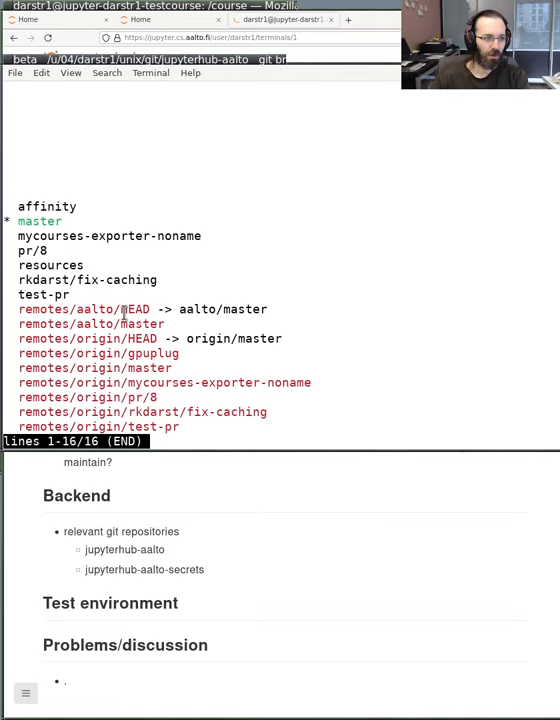 darstr1@jupyter-darstr1-testcourse: /course — Mozill
Home
Home
darstr1@jupyter-darstr1-testc
https://jupyter.cs.aalto.fi/user/darstr1/terminals/1
beta /u/04/darstr1/unix/git/jupyterhub-aalto git br
File Edit View Search Terminal Help
affinity
* master
mycourses-exporter-noname
pr/8
resources
rkdarst/fix-caching
test-pr
remotes/aalto/HEAD -> aalto/master
remotes/aalto/master
remotes/origin/HEAD -> origin/master
remotes/origin/gpuplug
remotes/origin/master
remotes/origin/mycourses-exporter-noname
remotes/origin/pr/8
remotes/origin/rkdarst/fix-caching
remotes/origin/test-pr
lines 1-16/16 (END)
maintain?
Backend
• relevant git repositories
○ jupyterhub-aalto
○ jupyterhub-aalto-secrets
Test environment
Problems/discussion
• .